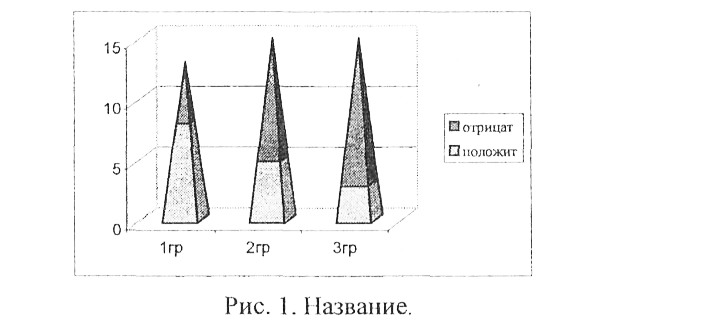 15
10
5
0
1гр 2гр 3гр
отрицат
положит
Рис. 1. Название.